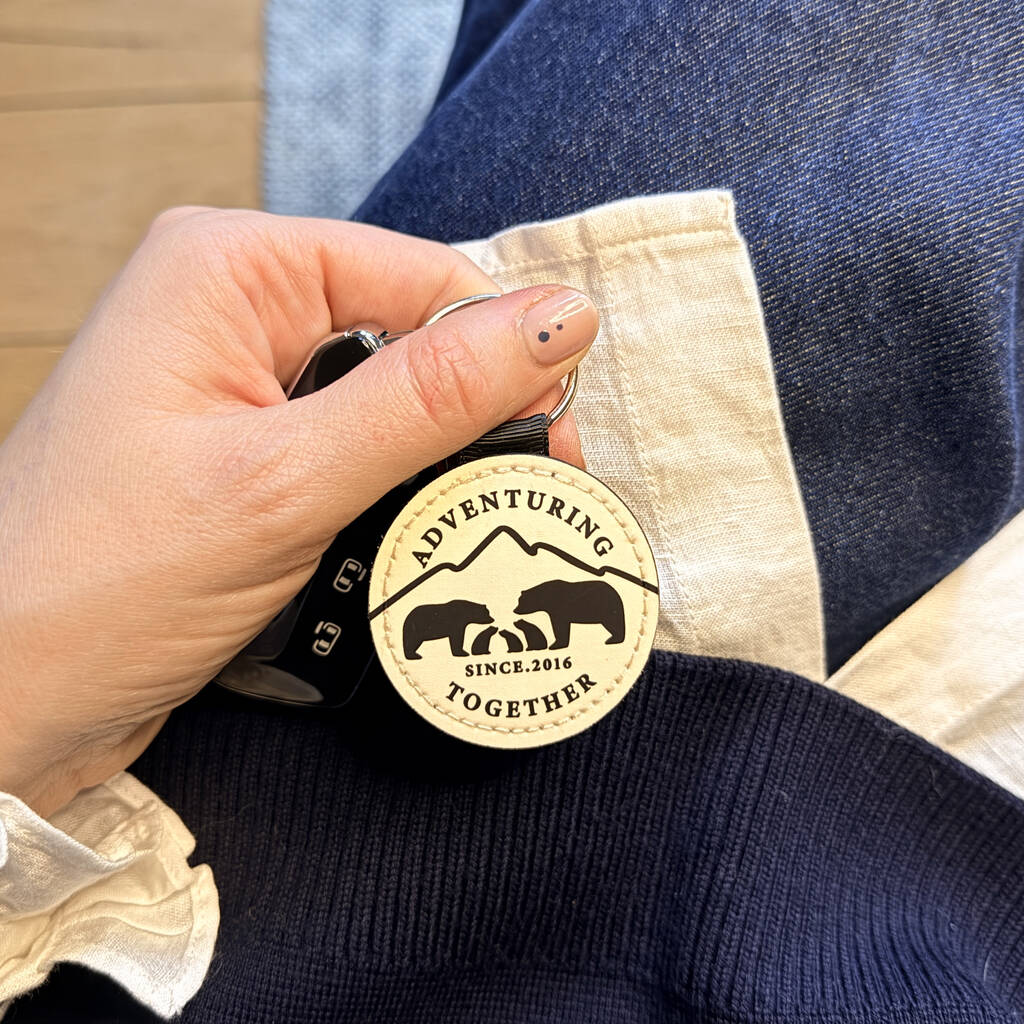 ADVENTURING
SINCE.2016
TOGETHER